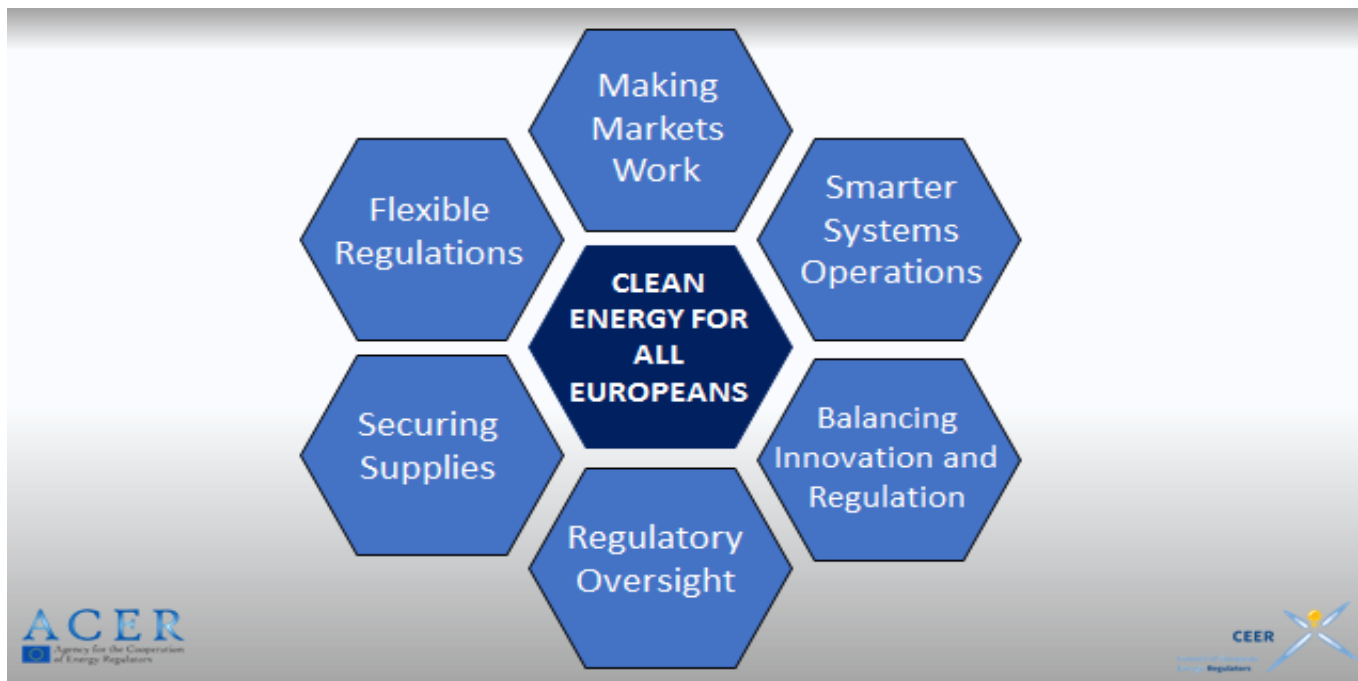 Making
Markets
Work
Flexible
Regulations
Smarter
Systems
Operations
CLEAN
ENERGY FOR
ALL
EUROPEANS
Securing
Supplies
Balancing
Innovation and
Regulation
Regulatory
Oversight
ACER
Agency for the Cooperation
of Energy Regulators
CEER
Regulators